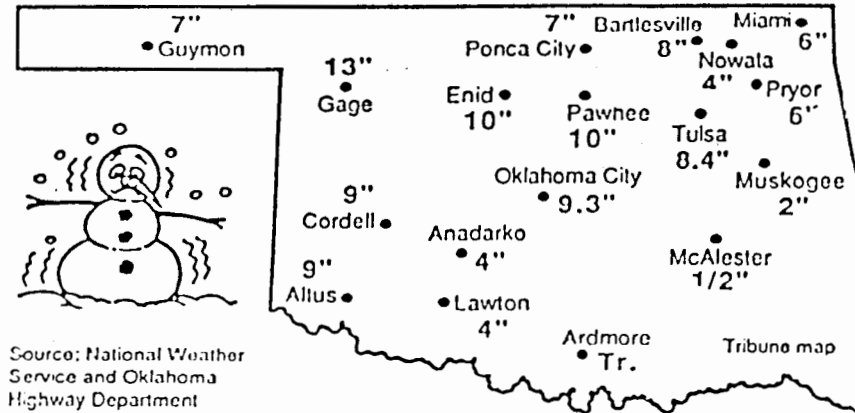 7"
Guymon
13"
Gage
7"
Ponca City
Bartlesville
8"
Miami
6"
Nowata
4"
Pryor
6"
Enid
10"
Pawnee
10"
Tulsa
8.4"
Oklahoma City
9.3"
Muskogee
2"
9"
Cordell
Anadarko
4"
McAlester
1/2"
9"
Altus
Lawton
4"
Ardmore
Tr.
Tribune map
Source: National Weather
Service and Oklahoma
Highway Department